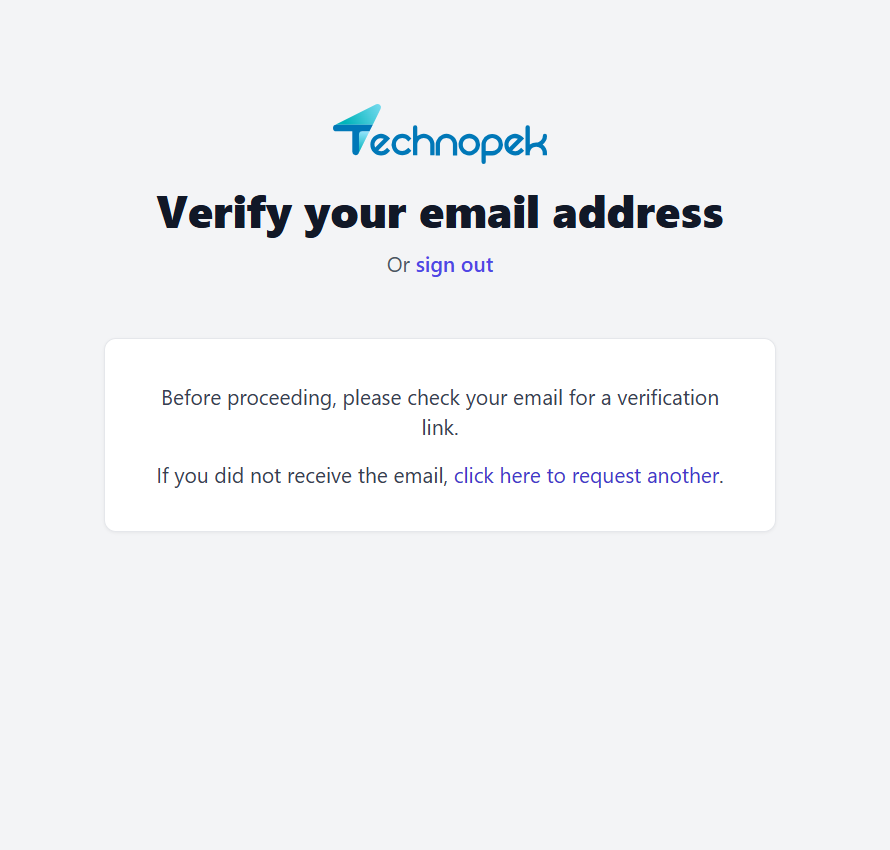 Technopek
Verify your email address
Or sign out
Before proceeding, please check your email for a verification
link.
If you did not receive the email, click here to request another.